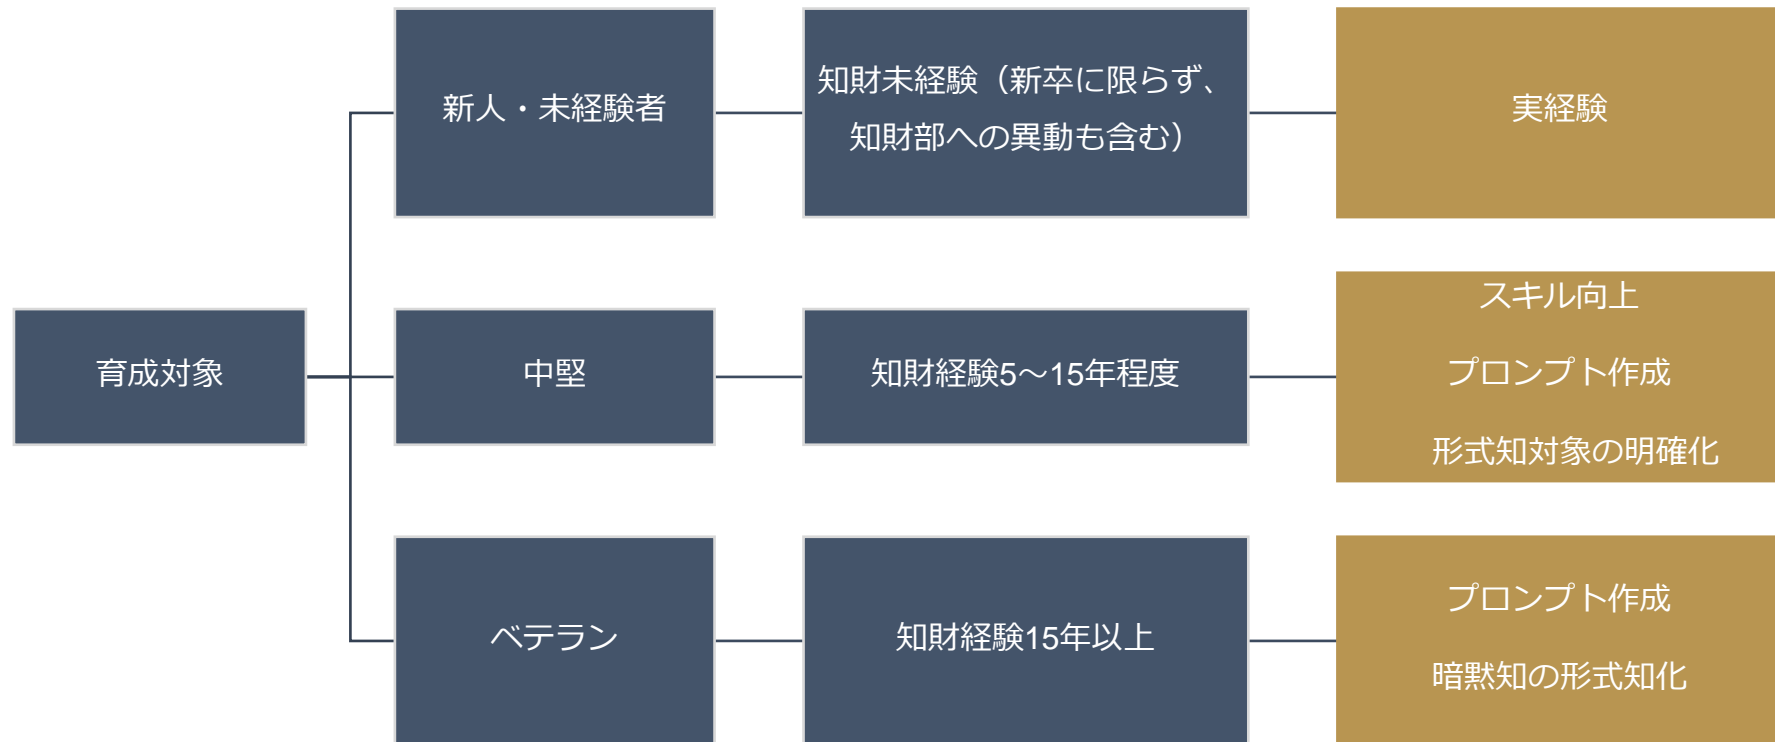 新人・未経験者
知財未経験（新卒に限らず、
知財部への異動も含む）
実経験
育成対象
中堅
知財経験5～15年程度
スキル向上
プロンプト作成
形式知対象の明確化
ベテラン
知財経験15年以上
プロンプト作成
暗黙知の形式知化